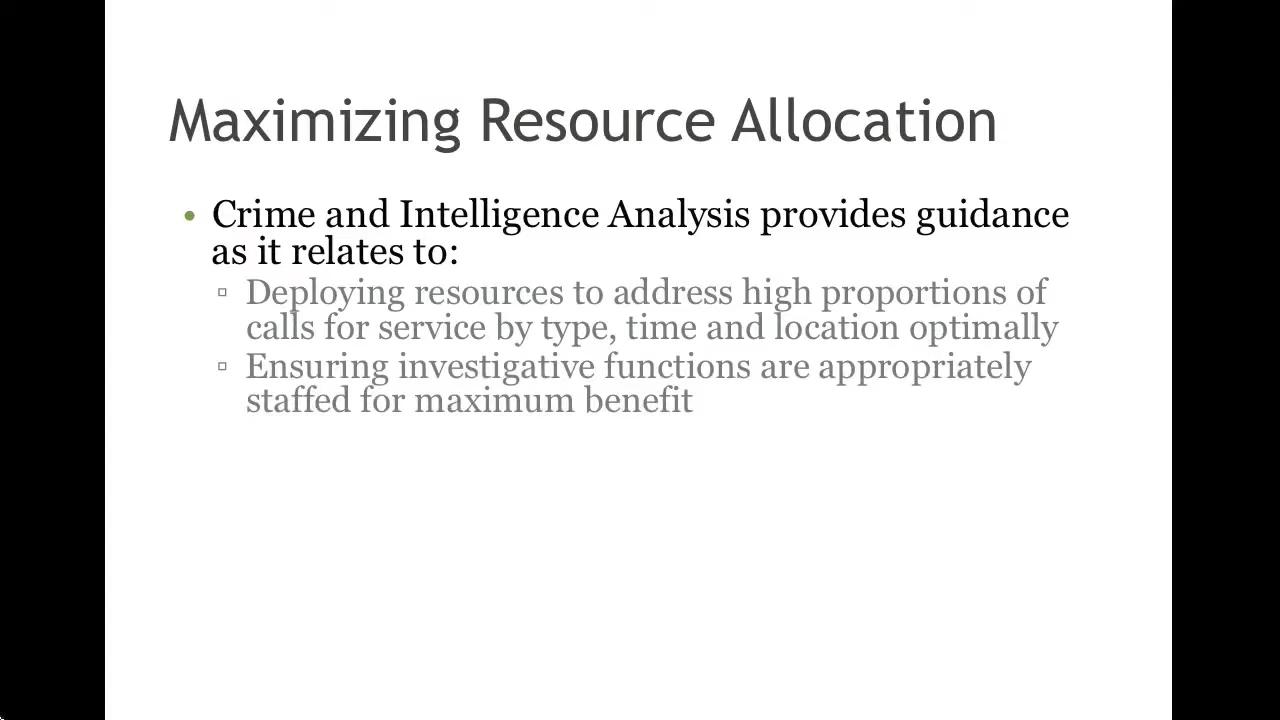 Maximizing Resource Allocation
• Crime and Intelligence Analysis provides guidance
as it relates to:
▫ Deploying resources to address high proportions of
calls for service by type, time and location optimally
▫ Ensuring investigative functions are appropriately
staffed for maximum benefit